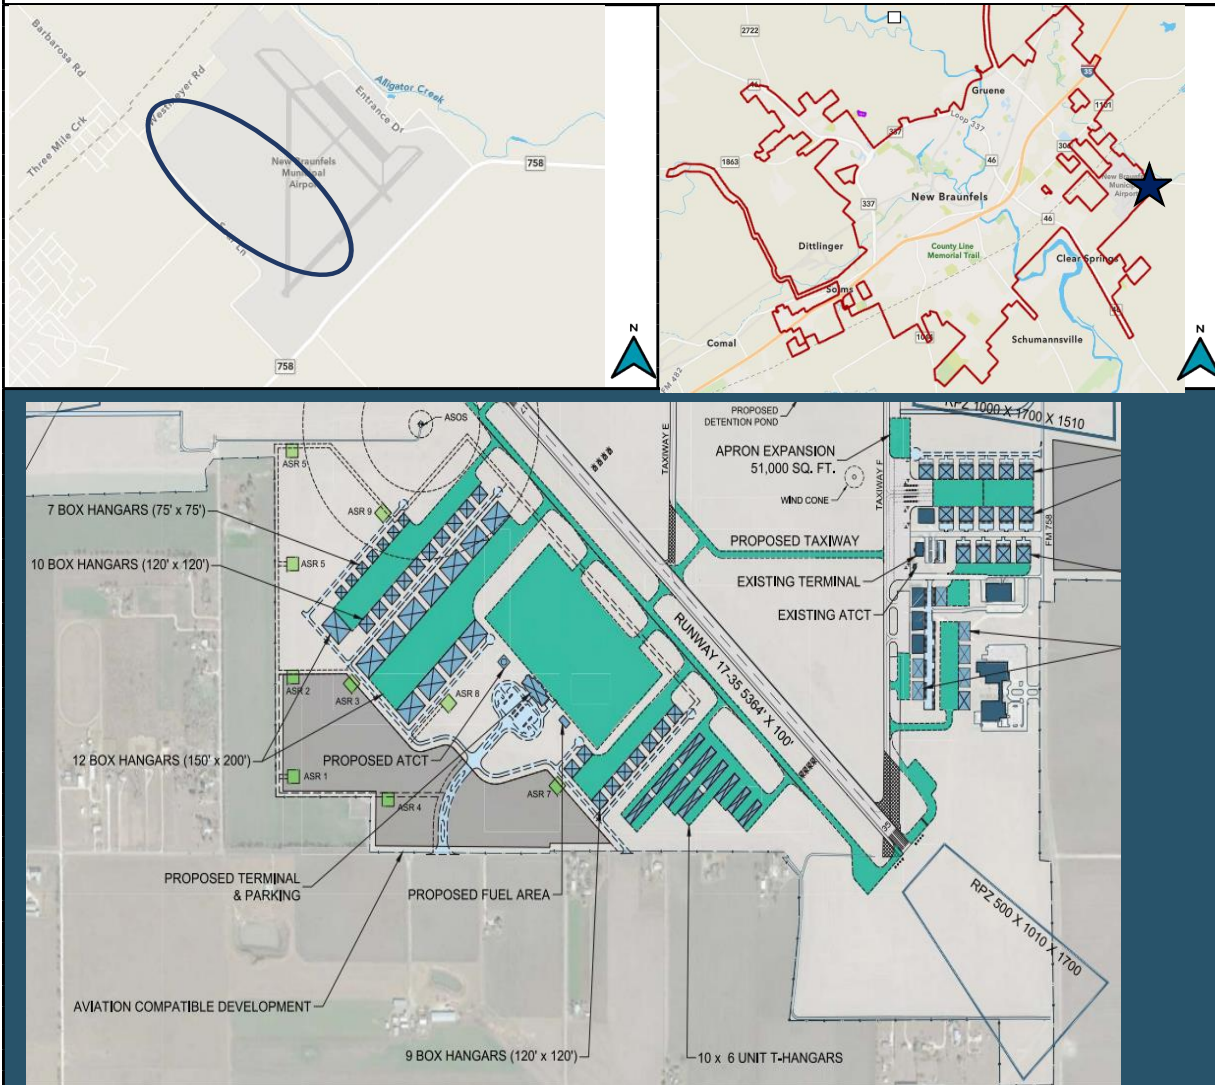 Barbarosa Rd
Westmeyer Rd
Three Mile Crk
Alligator Creek
Entrance Dr
New Braunfels
Municipal
Airport
758
758
N
2722
46
Gruene
35
1101
337
Loop 337
1863
46
New Braunfels
337
46
Dittlinger
County Line
Memorial Trail
Clear Springs
Solms
46
Comal
Schumannsville
FM 482
N
RPZ 1000 X 1700 X 1510
PROPOSED
DETENTION POND
ASOS
TAXIWAY E
APRON EXPANSION
51,000 SQ. FT.
WIND CONE
TAXIWAY F
FM 758
ASR 5
7 BOX HANGARS (75' x 75')
ASR 9
10 BOX HANGARS (120' x 120')
ASR 5
PROPOSED TAXIWAY
EXISTING TERMINAL
EXISTING ATCT
RUNWAY 17-35 5364' X 100'
ASR 2
ASR 3
ASR 8
12 BOX HANGARS (150' x 200')
PROPOSED ATCT
ASR 1
ASR 4
ASR 7
35
PROPOSED TERMINAL
& PARKING
PROPOSED FUEL AREA
RPZ 500 X 1010 X 1700
AVIATION COMPATIBLE DEVELOPMENT
9 BOX HANGARS (120' x 120')
10 x 6 UNIT T-HANGARS